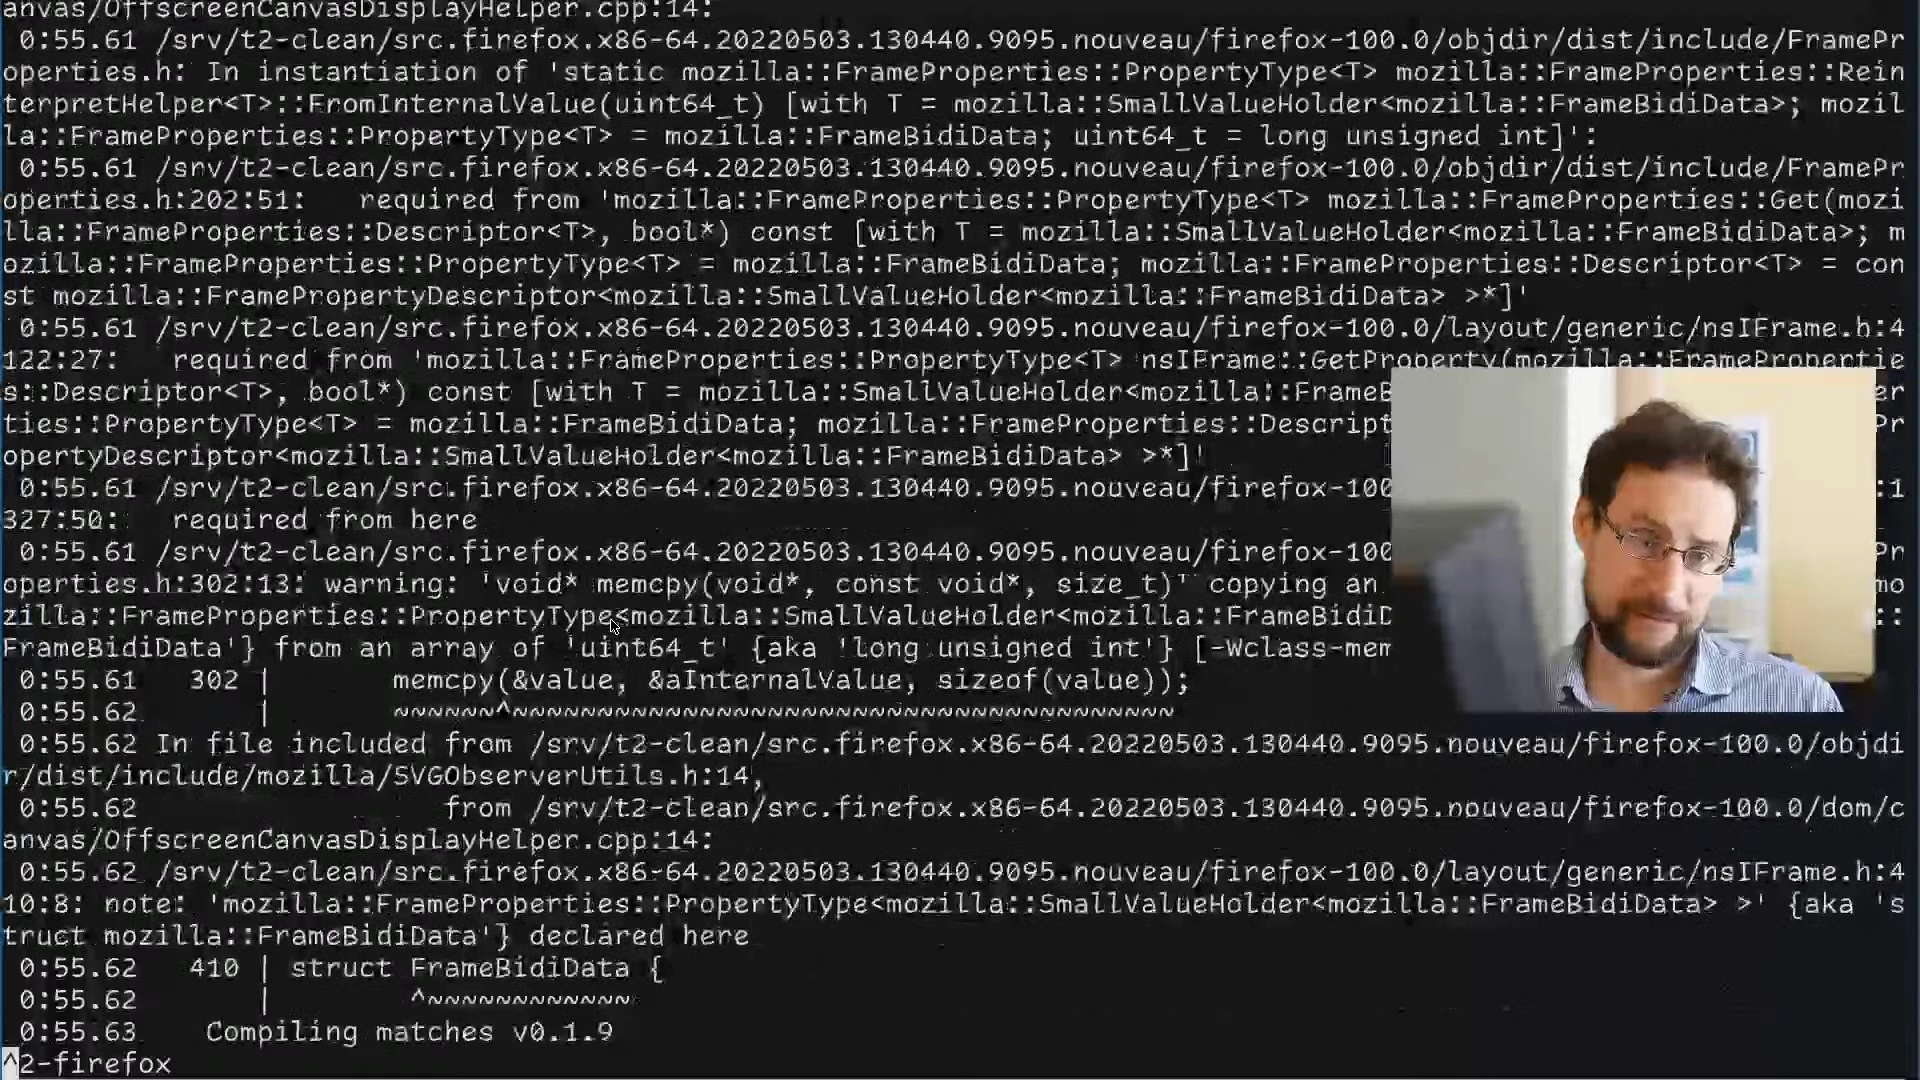 anvas/OffscreenCanvasDisplayHelper.cpp:14:
0:55.61 /srv/t2-clean/src.firefox.x86-64.20220503.130440.9095.nouveau/firefox-100.0/objdir/dist/include/FramePr
operties.h: In instantiation of 'static mozilla::FrameProperties::PropertyType<T> mozilla::FrameProperties::Rein
terpretHelper<T>::FromInternalValue(uint64_t) [with T = mozilla::SmallValueHolder<mozilla::FrameBidiData>; mozil
la::FrameProperties::PropertyType<T> = mozilla::FrameBidiData; uint64_t = long unsigned int]':
0:55.61 /srv/t2-clean/src.firefox.x86-64.20220503.130440.9095.nouveau/firefox-100.0/objdir/dist/include/FramePr
operties.h:202:51:   required from 'mozilla::FrameProperties::PropertyType<T> mozilla::FrameProperties::Get(mozi
lla::FrameProperties::Descriptor<T>, bool*) const [with T = mozilla::SmallValueHolder<mozilla::FrameBidiData>; m
ozilla::FrameProperties::PropertyType<T> = mozilla::FrameBidiData; mozilla::FrameProperties::Descriptor<T> = con
st mozilla::FramePropertyDescriptor<mozilla::SmallValueHolder<mozilla::FrameBidiData> >*]'
0:55.61 /srv/t2-clean/src.firefox.x86-64.20220503.130440.9095.nouveau/firefox-100.0/layout/generic/nsIFrame.h:4
122:27:   required from 'mozilla::FrameProperties::PropertyType<T> nsIFrame::GetProperty(mozilla::FramePropertie
s::Descriptor<T>, bool*) const [with T = mozilla::SmallValueHolder<mozilla::FrameB er
ties::PropertyType<T> = mozilla::FrameBidiData; mozilla::FrameProperties::Descript Pr
opertyDescriptor<mozilla::SmallValueHolder<mozilla::FrameBidiData> >*]'
0:55.61 /srv/t2-clean/src.firefox.x86-64.20220503.130440.9095.nouveau/firefox-100 :1
327:50:   required from here
0:55.61 /srv/t2-clean/src.firefox.x86-64.20220503.130440.9095.nouveau/firefox-100 Pr
operties.h:302:13: warning: 'void* memcpy(void*, const void*, size_t)' copying an mo
zilla::FrameProperties::PropertyType<mozilla::SmallValueHolder<mozilla::FrameBidiD ::
FrameBidiData'} from an array of 'uint64_t' {aka 'long unsigned int'} [-Wclass-mem
0:55.61   302 |       memcpy(&value, &aInternalValue, sizeof(value));
0:55.62       |       ~~~~~~^~~~~~~~~~~~~~~~~~~~~~~~~~~~~~~~~~~~~~~~
0:55.62 In file included from /srv/t2-clean/src.firefox.x86-64.20220503.130440.9095.nouveau/firefox-100.0/objdi
r/dist/include/mozilla/SVGObserverUtils.h:14,
0:55.62                  from /srv/t2-clean/src.firefox.x86-64.20220503.130440.9095.nouveau/firefox-100.0/dom/c
anvas/OffscreenCanvasDisplayHelper.cpp:14:
0:55.62 /srv/t2-clean/src.firefox.x86-64.20220503.130440.9095.nouveau/firefox-100.0/layout/generic/nsIFrame.h:4
10:8: note: 'mozilla::FrameProperties::PropertyType<mozilla::SmallValueHolder<mozilla::FrameBidiData> >' {aka 's
truct mozilla::FrameBidiData'} declared here
0:55.62   410 | struct FrameBidiData {
0:55.62       |        ^~~~~~~~~~~~~
0:55.63    Compiling matches v0.1.9
^2-firefox